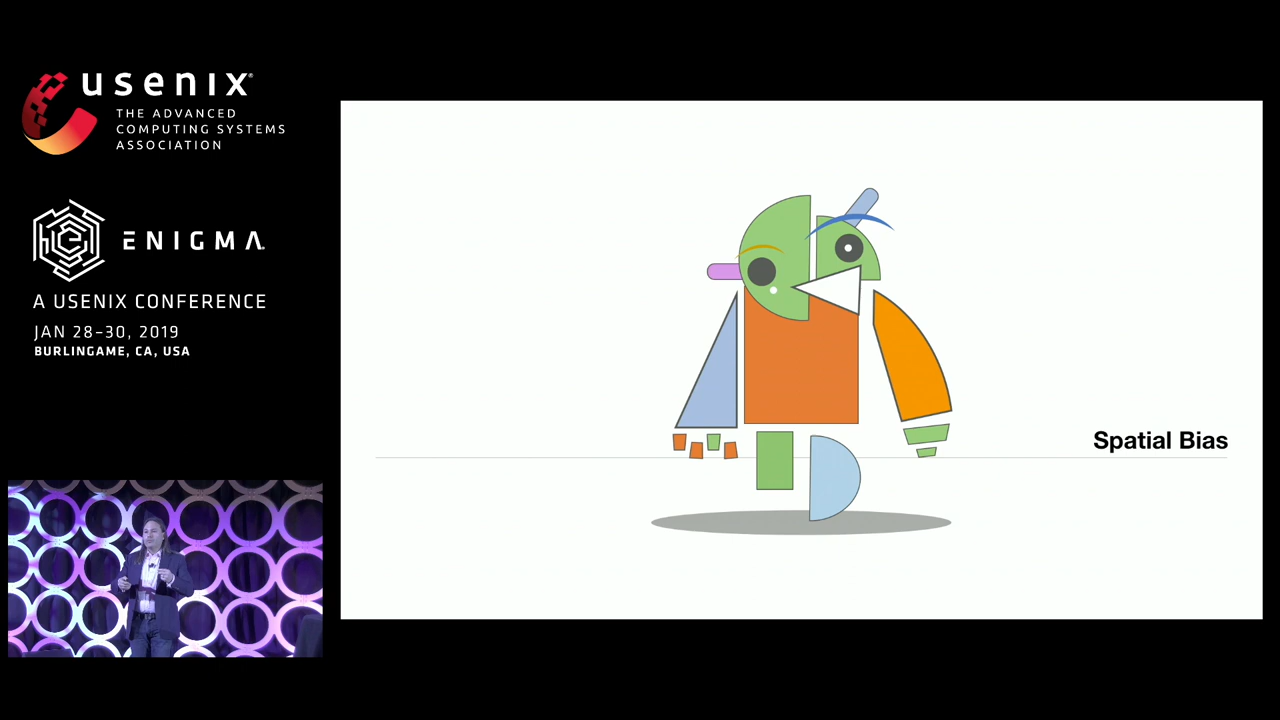 usenix®
THE ADVANCED
COMPUTING SYSTEMS
ASSOCIATION
ENIGMA
A USENIX CONFERENCE
JAN 28–30, 2019
BURLINGAME, CA, USA
Spatial Bias